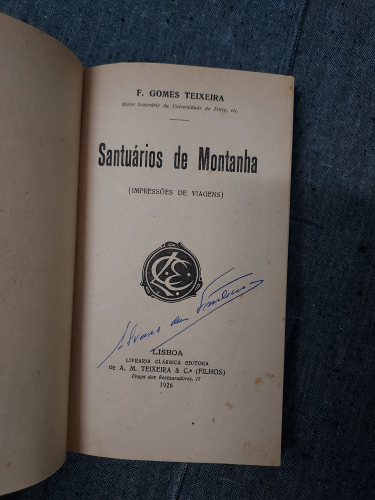 F. GOMES TEIXEIRA
Reitor honorário da Universidade do Porto, etc.
Santuários de Montanha
(IMPRESSÕES DE VIAGENS)
LISBOA
LIVRARIA CLÁSSICA EDITORA
DE A. M. TEIXEIRA & C.ª (FILHOS)
Praça dos Restauradores, 17
1926